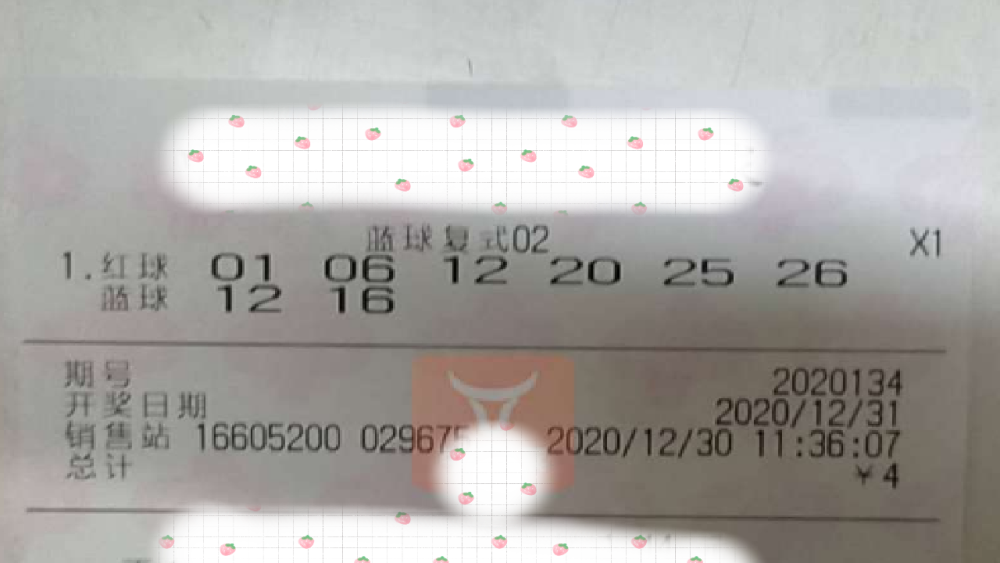 蓝球复式02
X1
1.红球 01 06 12 20 25 26
蓝球 12 16
期号 2020134
开奖日期 2020/12/31
销售站 16605200 029675 2020/12/30 11:36:07
总计 ￥4